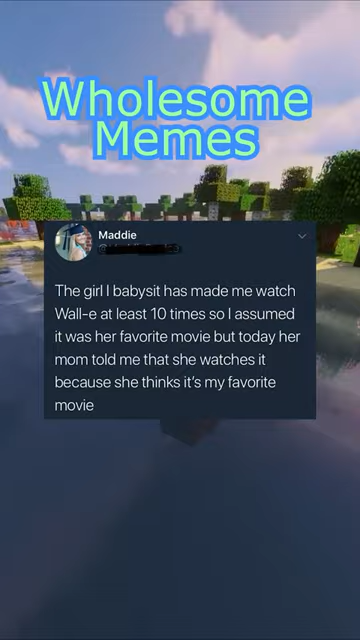 Wholesome
Memes
Maddie
The girl I babysit has made me watch
Wall-e at least 10 times so I assumed
it was her favorite movie but today her
mom told me that she watches it
because she thinks it's my favorite
movie